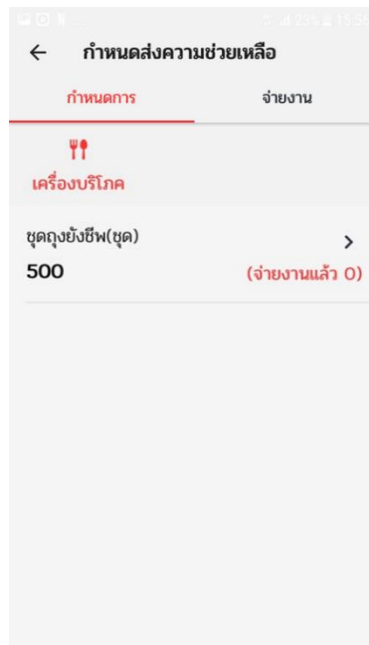 23% 15:56
← กำหนดส่งความช่วยเหลือ
กำหนดการ จ่ายงาน
เครื่องบริโภค
ชุดถุงยังชีพ(ชุด)
500 (จ่ายงานแล้ว 0)